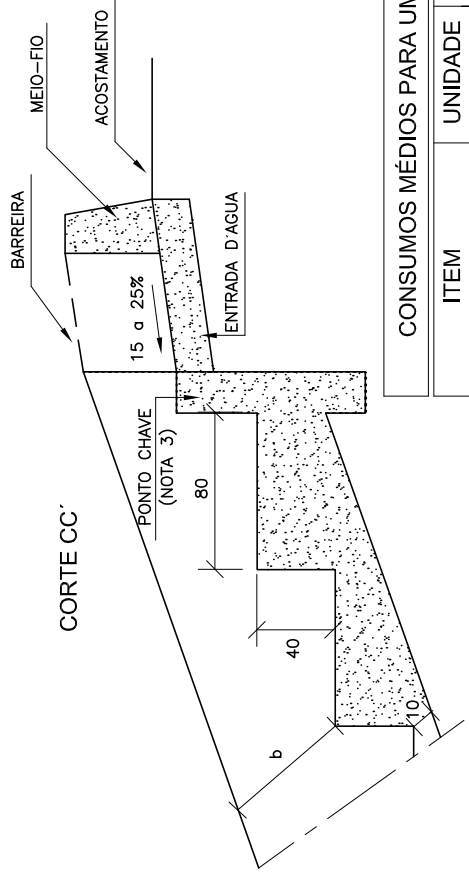 CORTE CC´
BARREIRA
MEIO-FIO
ACOSTAMENTO
15 a 25%
ENTRADA D'AGUA
PONTO CHAVE
(NOTA 3)
80
40
b
10
CONSUMOS MÉDIOS PARA UM
ITEM
UNIDADE